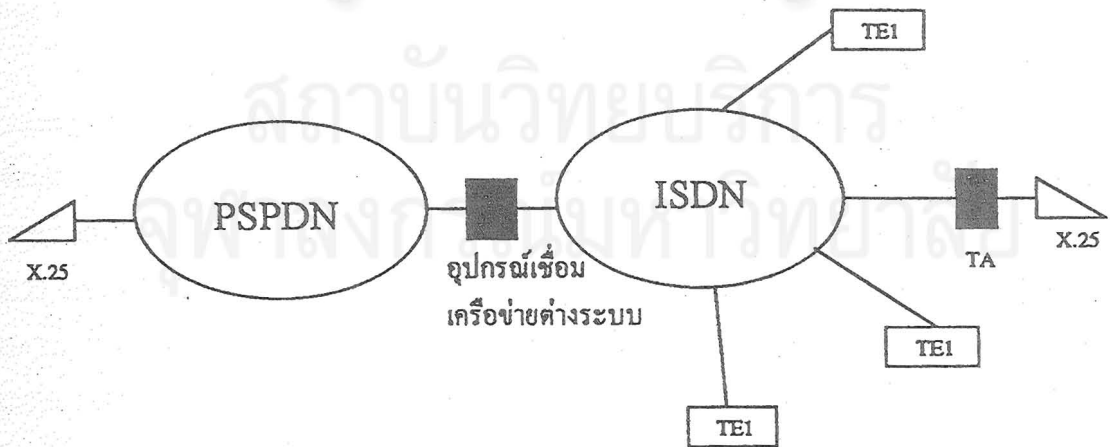 TE1
สถาบันวิทยบริการ
จุฬาลงกรณ์มหาวิทยาลัย
PSPDN
ISDN
X.25
อุปกรณ์เชื่อม
เครือข่ายต่างระบบ
TA
X.25
TE1
TE1